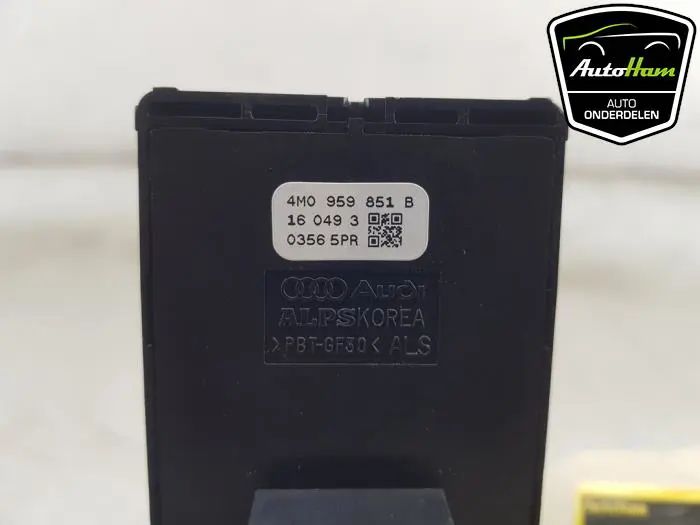 AutoHam
AUTO
ONDERDELEN
4M0 959 851 B
16 049 3
0356 5PR
Audi
ALPSKOREA
>PBT-GF30< ALS